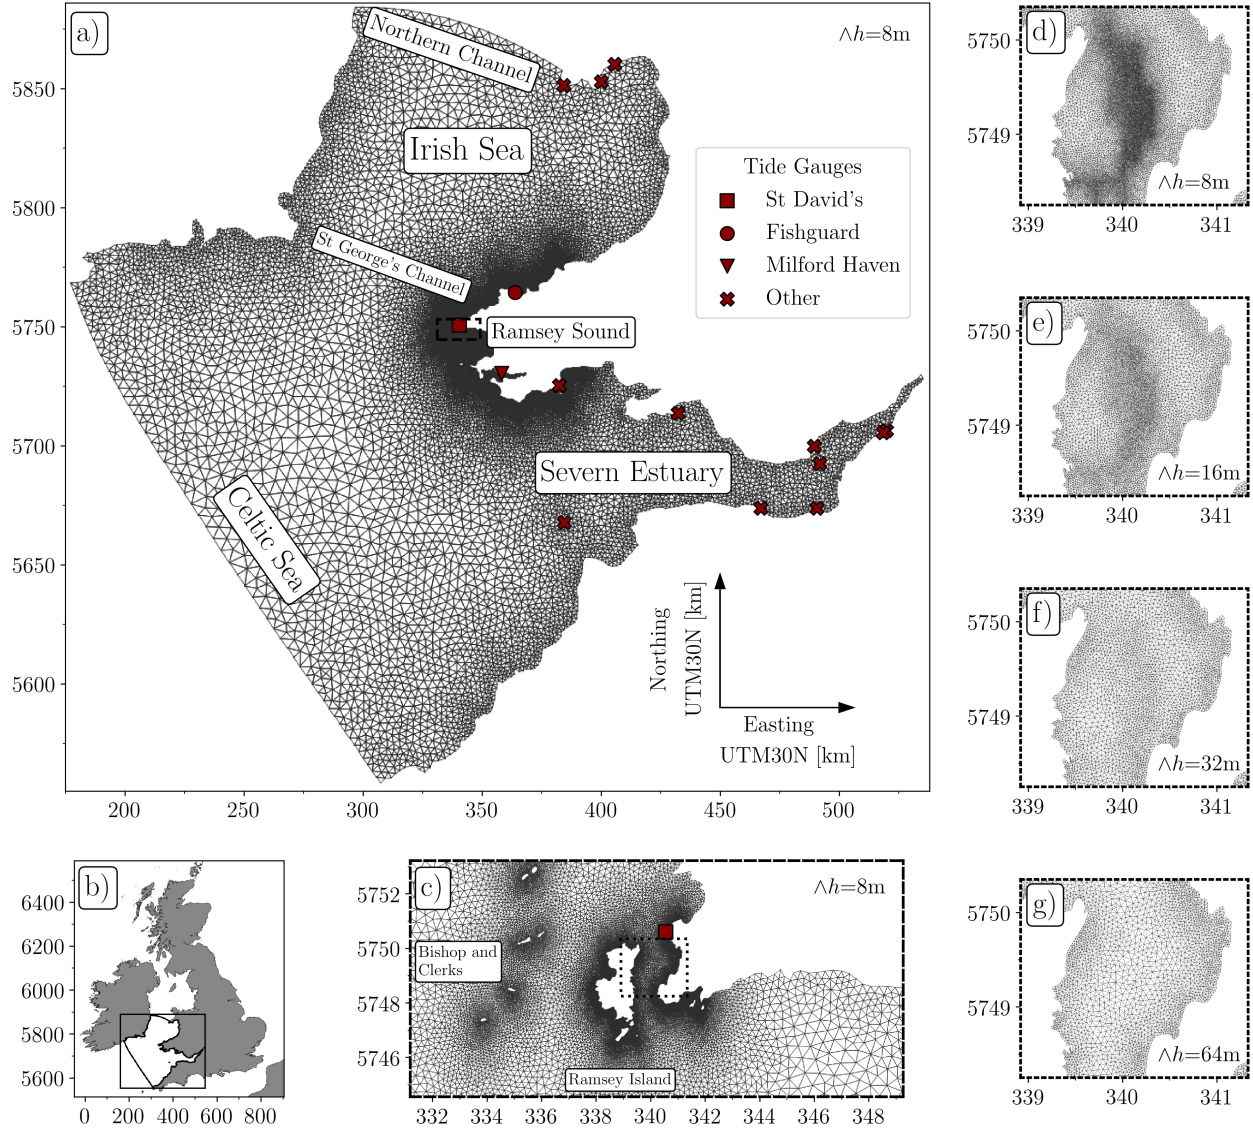 a)
Northern Channel
∧h=8m
Irish Sea
Tide Gauges
St David's
Fishguard
Milford Haven
Other
St George's Channel
Ramsey Sound
Severn Estuary
Celtic Sea
Northing
UTM30N [km]
Easting
UTM30N [km]
5850
5800
5750
5700
5650
5600
200 250 300 350 400 450 500
d)
5750
5749
∧h=8m
339 340 341
e)
5750
5749
∧h=16m
339 340 341
f)
5750
5749
∧h=32m
339 340 341
b)
6400
6200
6000
5800
5600
0 200 400 600 800
c)
∧h=8m
5752
5750
5748
5746
Bishop and
Clerks
Ramsey Island
332 334 336 338 340 342 344 346 348
g)
5750
5749
∧h=64m
339 340 341